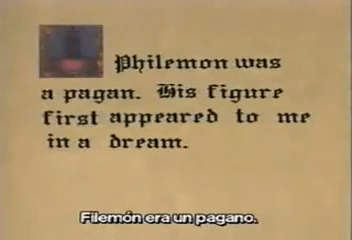 Philemon was
a pagan. His figure
first appeared to me
in a dream.
Filemón era un pagano.